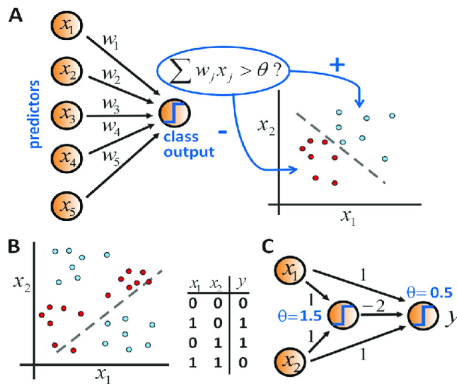 A
x1
x2
x3
x4
x5
predictors
w1
w2
w3
w4
w5
∑ wjxj > θ ?
class
output
+
-
x2
x1
B
x2
x1
x1 x2 y
0 0 0
1 0 1
0 1 1
1 1 0
C
x1
x2
1
1
1
1
θ= 1.5
-2
θ= 0.5
y